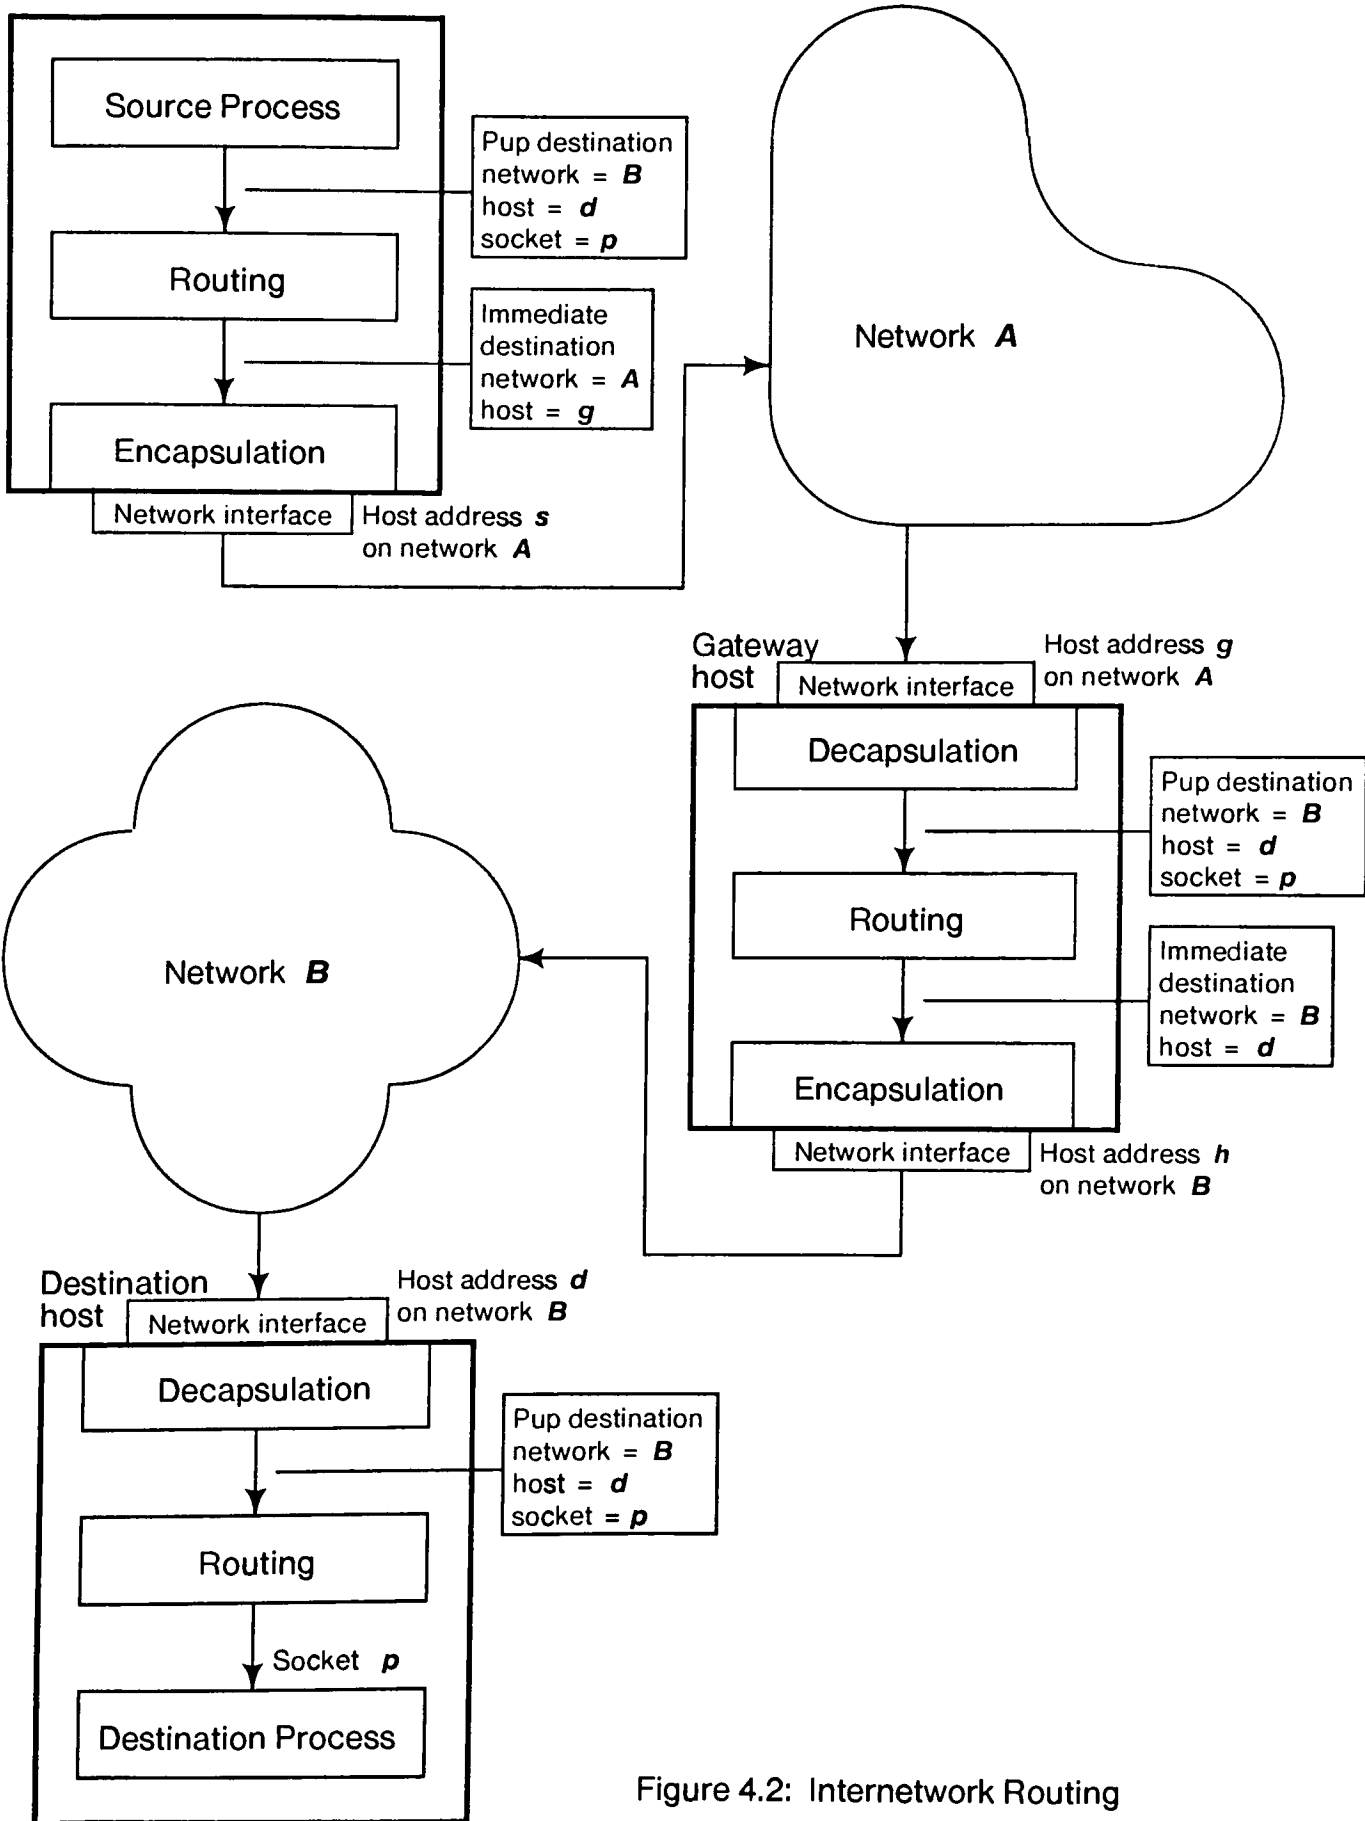 Source Process
Pup destination
network = B
host = d
socket = p
Routing
Immediate
destination
network = A
host = g
Encapsulation
Network interface
Host address s
on network A
Network A
Gateway
host
Host address g
on network A
Network interface
Decapsulation
Pup destination
network = B
host = d
socket = p
Routing
Immediate
destination
network = B
host = d
Encapsulation
Network interface
Host address h
on network B
Network B
Destination
host
Host address d
on network B
Network interface
Decapsulation
Pup destination
network = B
host = d
socket = p
Routing
Socket p
Destination Process
Figure 4.2: Internetwork Routing